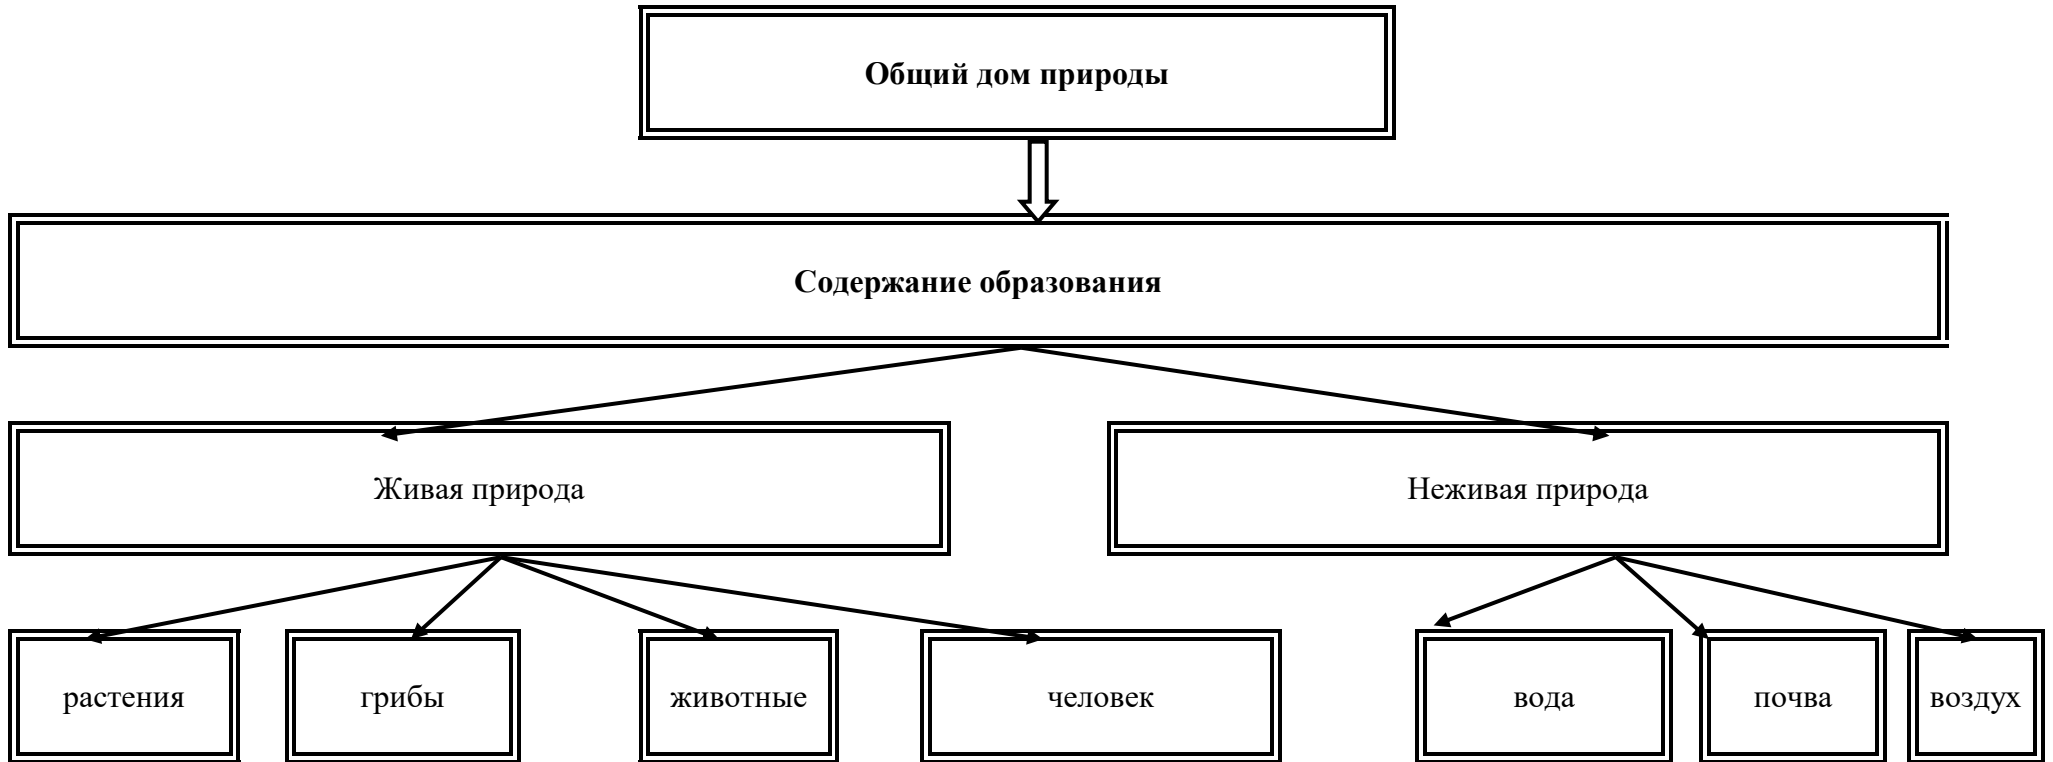 Общий дом природы
Содержание образования
Живая природа
Неживая природа
растения
грибы
животные
человек
вода
почва
воздух